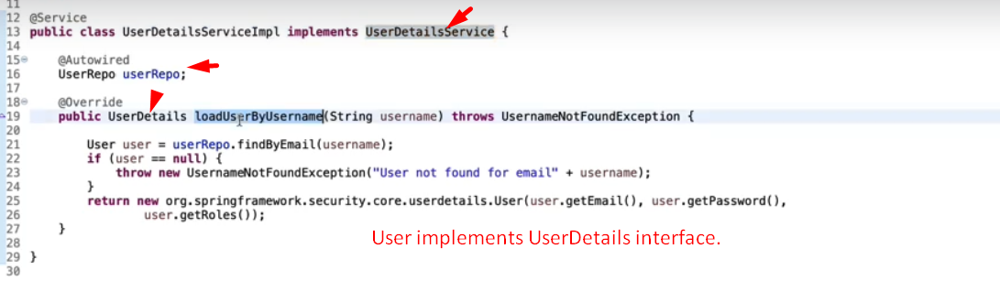 11
12 @Service
13 public class UserDetailsServiceImpl implements UserDetailsService {
14
15 @Autowired
16 UserRepo userRepo;
17
18 @Override
19 public UserDetails loadUserByUsername(String username) throws UsernameNotFoundException {
20
21 User user = userRepo.findByEmail(username);
22 if (user == null) {
23 throw new UsernameNotFoundException("User not found for email" + username);
24 }
25 return new org.springframework.security.core.userdetails.User(user.getEmail(), user.getPassword(),
26 user.getRoles());
27 }
User implements UserDetails interface.
28
29 }
30